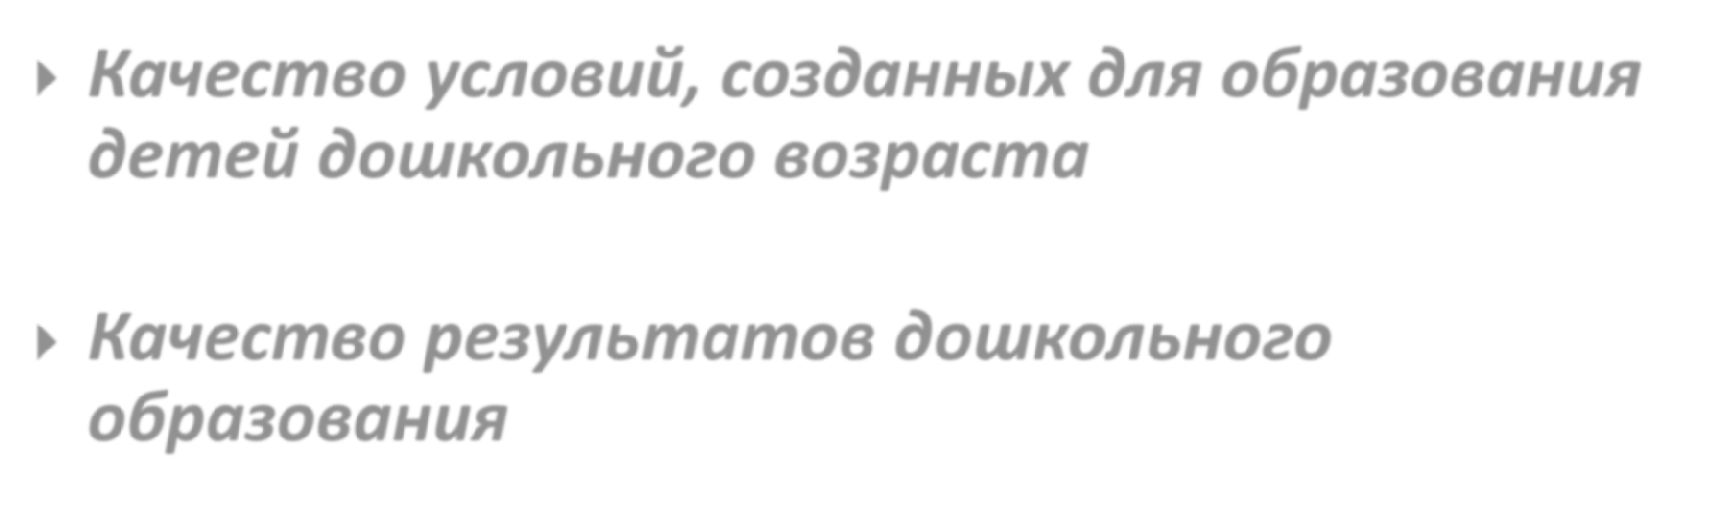 Качество условий, созданных для образования
детей дошкольного возраста
Качество результатов дошкольного
образования